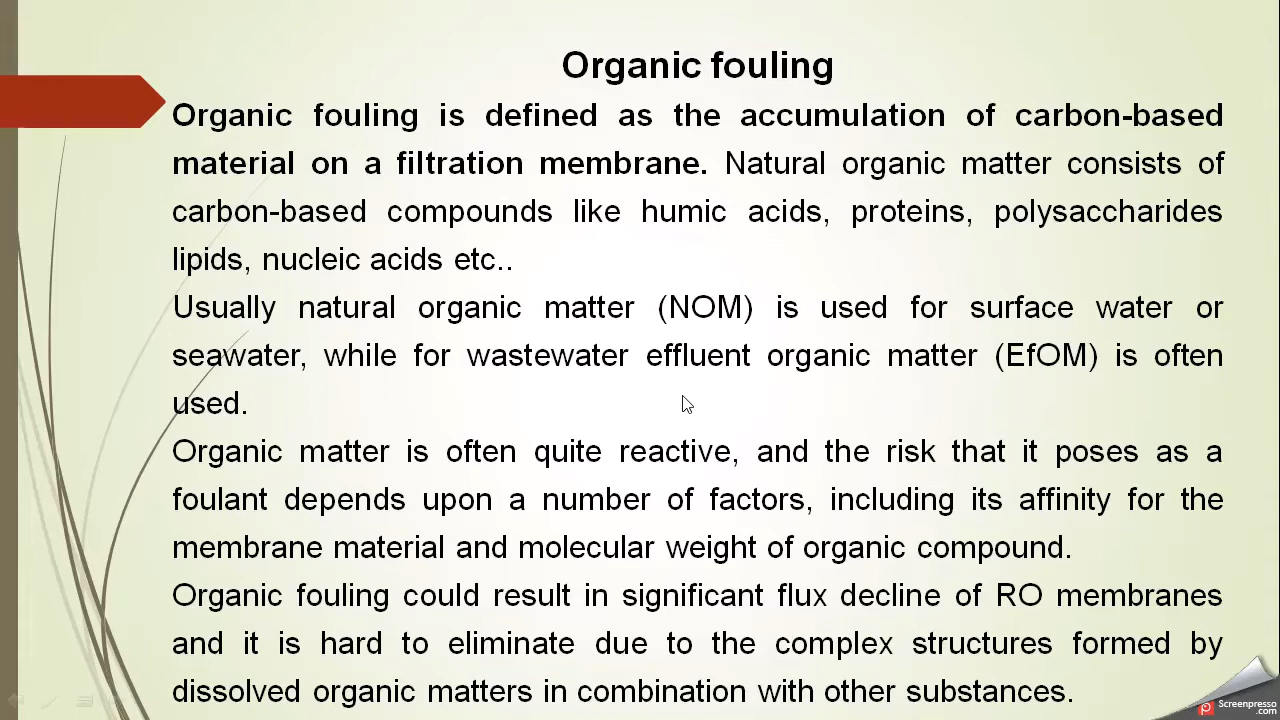 Organic fouling
Organic fouling is defined as the accumulation of carbon-based
material on a filtration membrane. Natural organic matter consists of
carbon-based compounds like humic acids, proteins, polysaccharides
lipids, nucleic acids etc..
Usually natural organic matter (NOM) is used for surface water or
seawater, while for wastewater effluent organic matter (EfOM) is often
used.
Organic matter is often quite reactive, and the risk that it poses as a
foulant depends upon a number of factors, including its affinity for the
membrane material and molecular weight of organic compound.
Organic fouling could result in significant flux decline of RO membranes
and it is hard to eliminate due to the complex structures formed by
dissolved organic matters in combination with other substances.
Screenpresso
.com